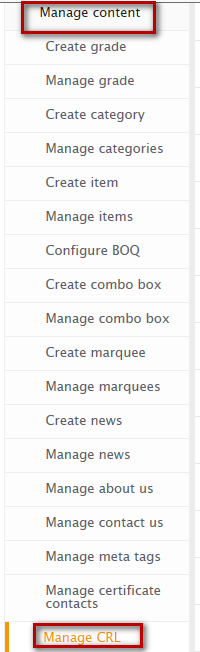 Manage content
Create grade
Manage grade
Create category
Manage categories
Create item
Manage items
Configure BOQ
Create combo box
Manage combo box
Create marquee
Manage marquees
Create news
Manage news
Manage about us
Manage contact us
Manage meta tags
Manage certificate
contacts
Manage CRL